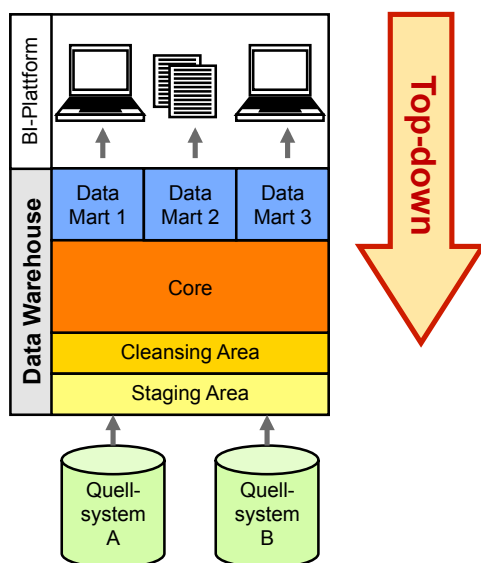 BI-Plattform
Top-down
Data Warehouse
Data
Mart 1
Data
Mart 2
Data
Mart 3
Core
Cleansing Area
Staging Area
Quell-
system
A
Quell-
system
B